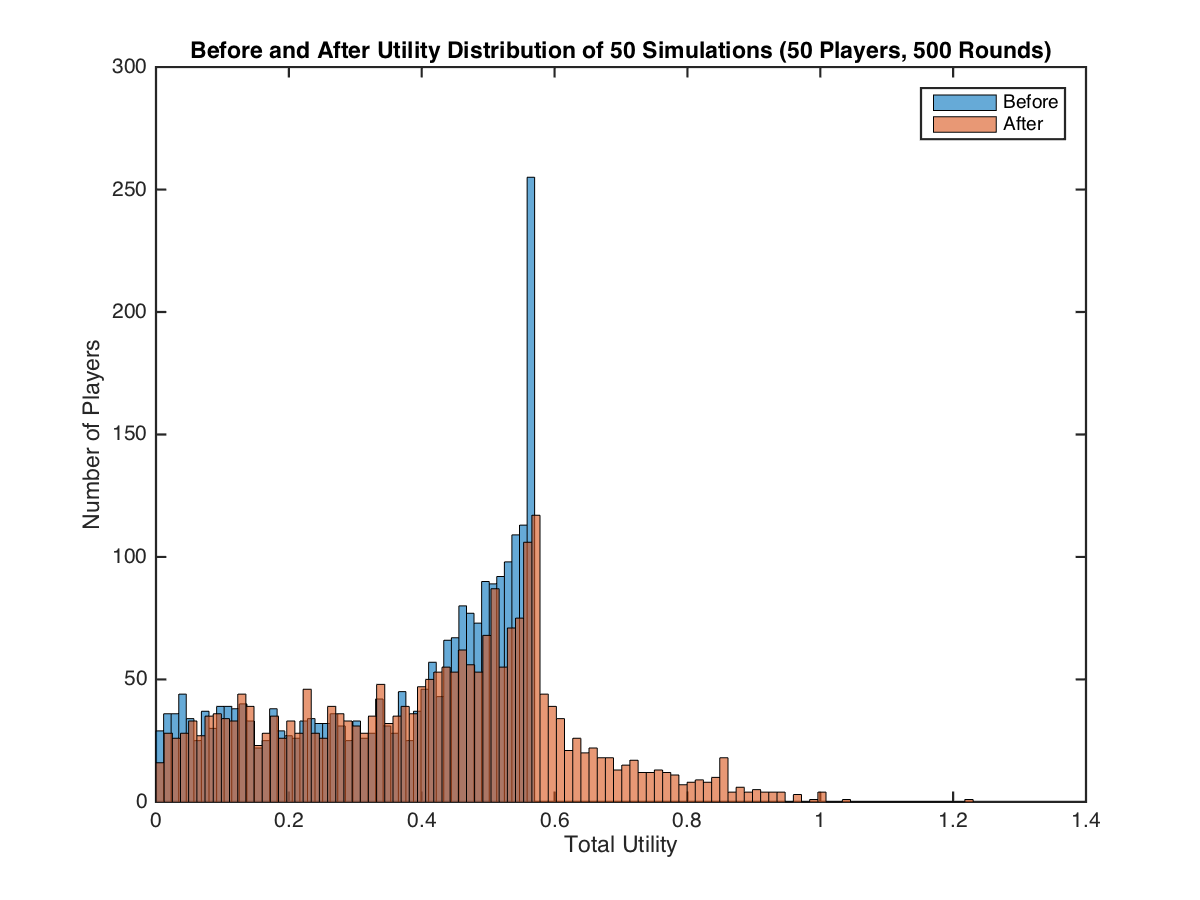 Before and After Utility Distribution of 50 Simulations (50 Players, 500 Rounds)
300
250
200
150
100
50
0
Number of Players
Before
After
0 0.2 0.4 0.6 0.8 1 1.2 1.4
Total Utility